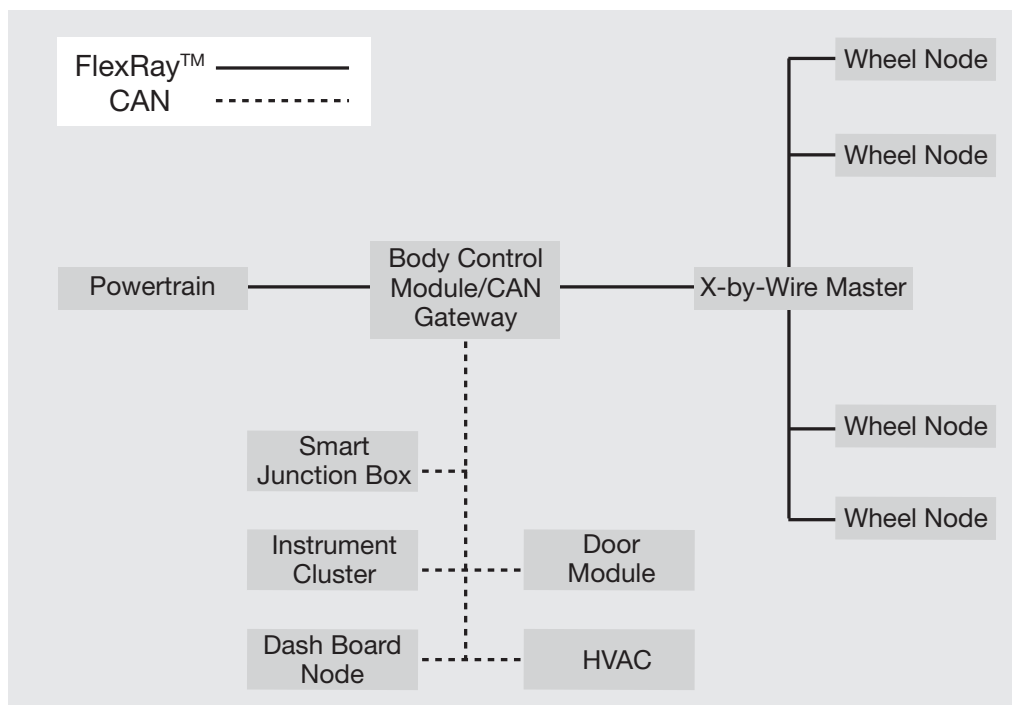 FlexRay™
CAN
Wheel Node
Wheel Node
Powertrain
Body Control
Module/CAN
Gateway
X-by-Wire Master
Wheel Node
Wheel Node
Smart
Junction Box
Instrument
Cluster
Door
Module
Dash Board
Node
HVAC